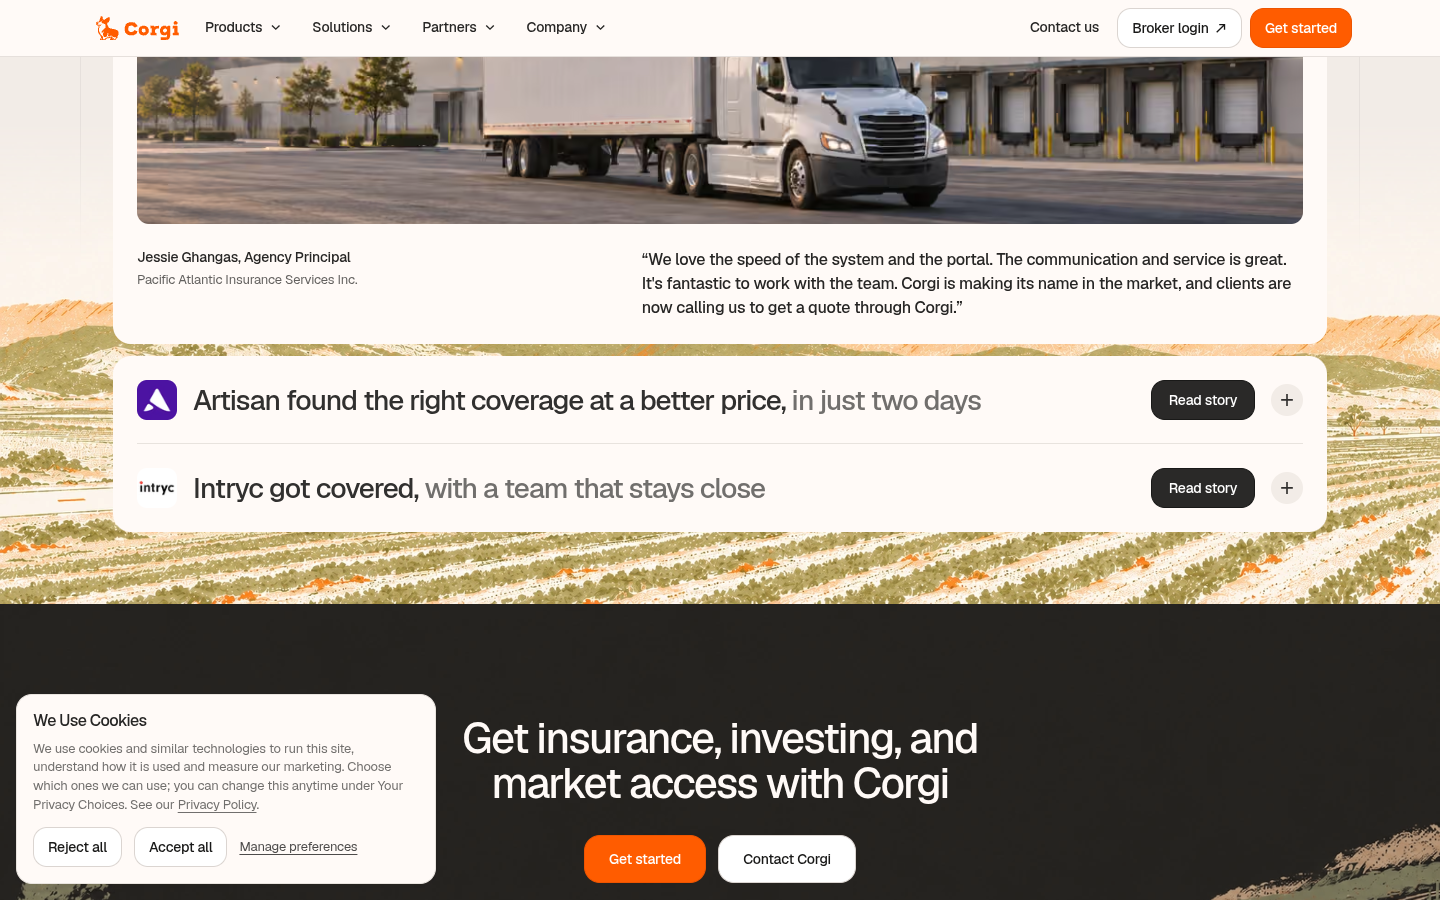 Corgi
Products
Solutions
Partners
Company
Contact us
Broker login
Get started
Jessie Ghangas, Agency Principal
Pacific Atlantic Insurance Services Inc.
“We love the speed of the system and the portal. The communication and service is great.
It's fantastic to work with the team. Corgi is making its name in the market, and clients are
now calling us to get a quote through Corgi.”
Artisan found the right coverage at a better price, in just two days
Read story
intryc
Intryc got covered, with a team that stays close
Read story
Get insurance, investing, and
market access with Corgi
Get started
Contact Corgi
We Use Cookies
We use cookies and similar technologies to run this site,
understand how it is used and measure our marketing. Choose
which ones we can use; you can change this anytime under Your
Privacy Choices. See our Privacy Policy.
Reject all
Accept all
Manage preferences